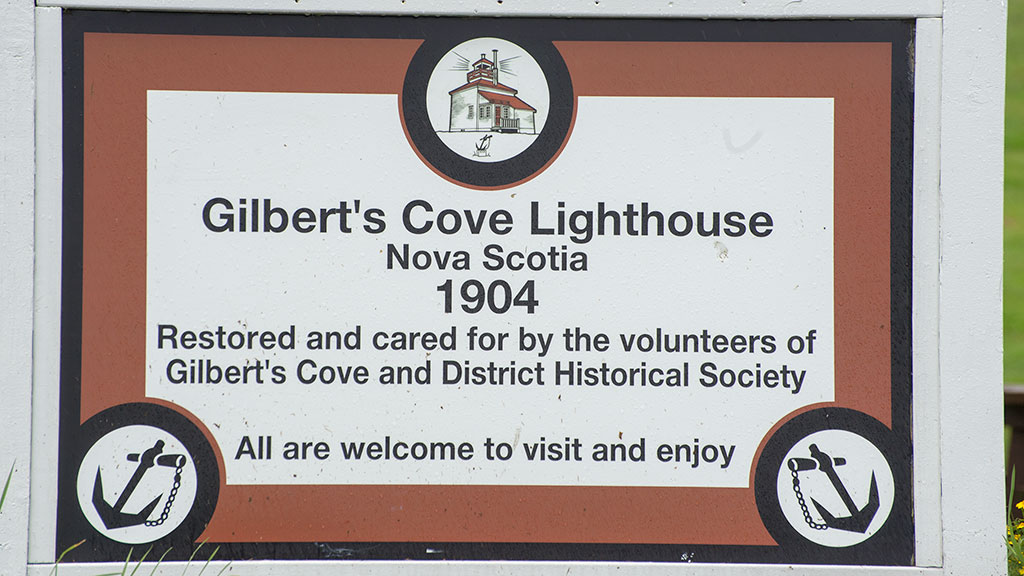 Gilbert's Cove Lighthouse
Nova Scotia
1904
Restored and cared for by the volunteers of
Gilbert's Cove and District Historical Society
All are welcome to visit and enjoy